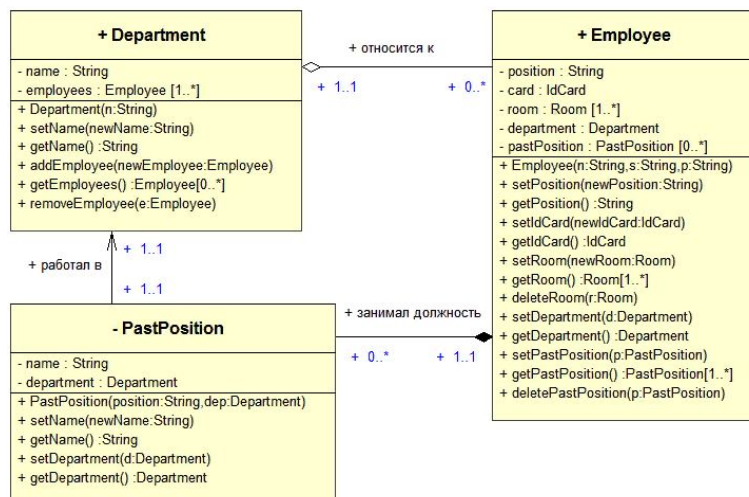 + Department
- name : String
- employees : Employee [1..*]
+ Department(n:String)
+ setName(newName:String)
+ getName() :String
+ addEmployee(newEmployee:Employee)
+ getEmployees() :Employee[0..*]
+ removeEmployee(e:Employee)
+ относится к
+ 1..1
+ 0..*
+ Employee
- position : String
- card : IdCard
- room : Room [1..*]
- department : Department
- pastPosition : PastPosition [0..*]
+ Employee(n:String,s:String,p:String)
+ setPosition(newPosition:String)
+ getPosition() :String
+ setIdCard(newIdCard:IdCard)
+ getIdCard() :IdCard
+ setRoom(newRoom:Room)
+ getRoom() :Room[1..*]
+ deleteRoom(r:Room)
+ setDepartment(d:Department)
+ getDepartment() :Department
+ setPastPosition(p:PastPosition)
+ getPastPosition() :PastPosition[1..*]
+ deletePastPosition(p:PastPosition)
+ 1..1
+ работал в
+ 1..1
+ занимал должность
+ 0..*
+ 1..1
- PastPosition
- name : String
- department : Department
+ PastPosition(position:String,dep:Department)
+ setName(newName:String)
+ getName() :String
+ setDepartment(d:Department)
+ getDepartment() :Department